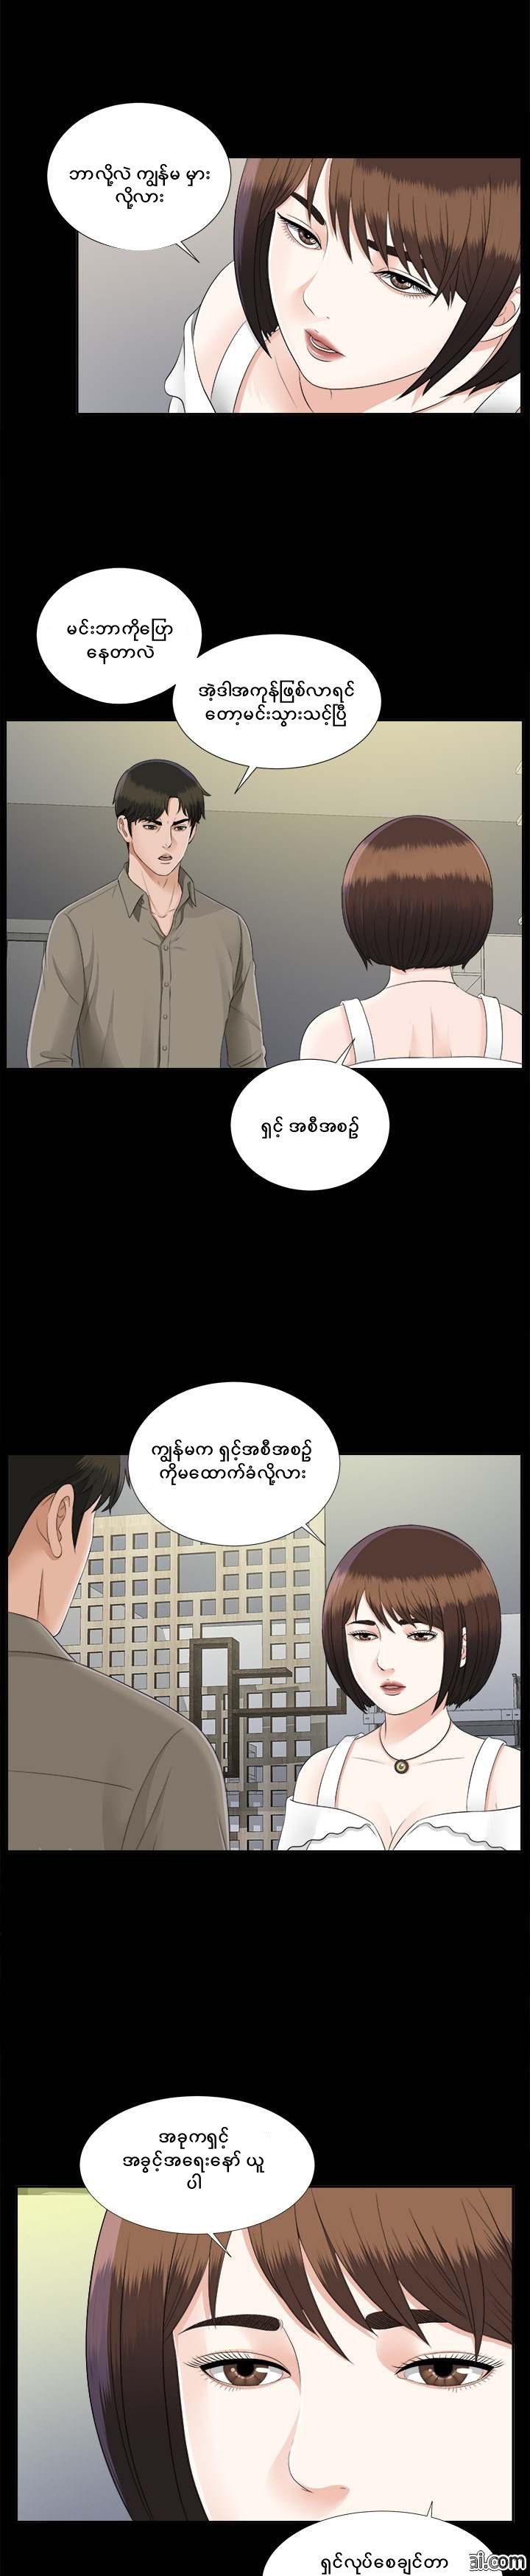 ဘာလို့လဲ ကျွန်မ မှား
လို့လား
မင်းဘာကိုပြော
နေတာလဲ
အဲ့ဒါအကုန်ဖြစ်လာရင်
တော့မင်းသွားသင့်ပြီ
ရှင့် အစီအစဉ်
ကျွန်မက ရှင့်အစီအစဉ်
ကိုမထောက်ခံလို့လား
အခုကရှင့်
အခွင့်အရေးနော် ယူ
ပါ
ရှင်လုပ်စေချင်တာ
ai.com